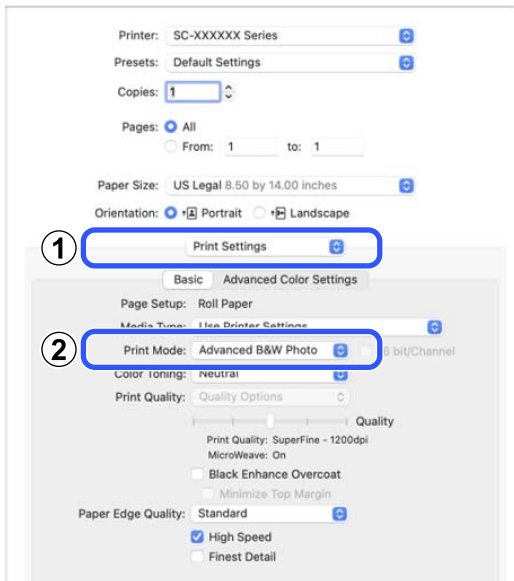 Printer: SC-XXXXXX Series
Presets: Default Settings
Copies: 1
Pages: All
From: 1 to: 1
Paper Size: US Legal 8.50 by 14.00 inches
Orientation: Portrait Landscape
1
Print Settings
Basic Advanced Color Settings
Page Setup: Roll Paper
Media Type: Use Printer Settings
2
Print Mode: Advanced B&W Photo 6 bit/Channel
Color Toning: Neutral
Print Quality: Quality Options
Quality
Print Quality: SuperFine - 1200dpi
MicroWeave: On
Black Enhance Overcoat
Minimize Top Margin
Paper Edge Quality: Standard
High Speed
Finest Detail